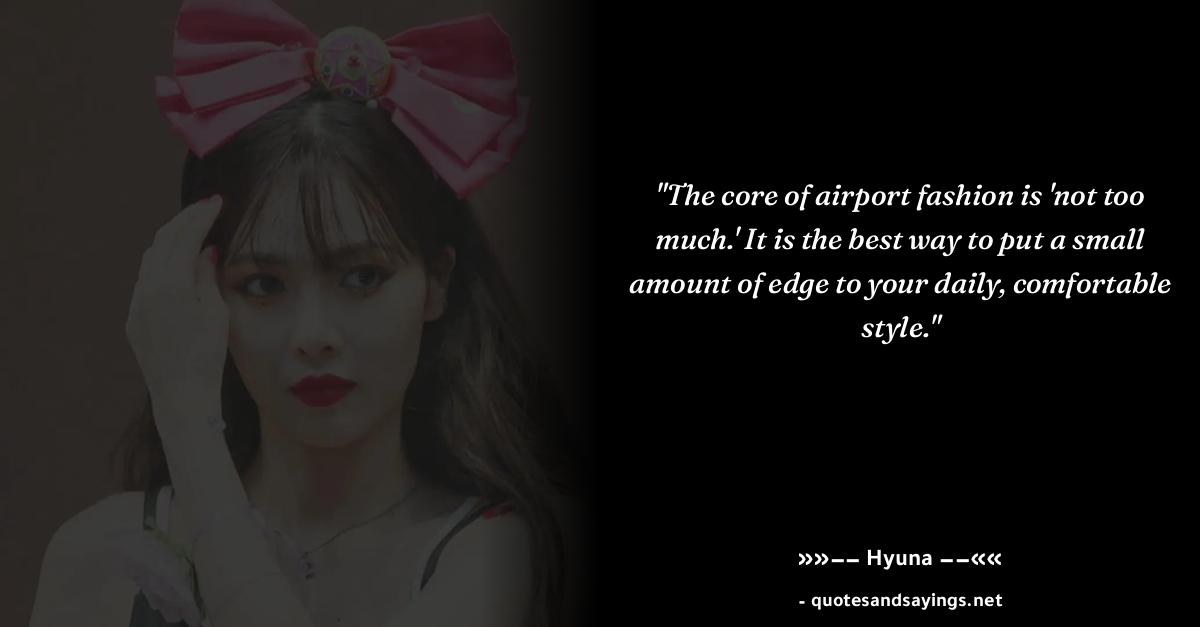 "The core of airport fashion is 'not too
much.' It is the best way to put a small
amount of edge to your daily, comfortable
style."
»»−− Hyuna −−««
- quotesandsayings.net